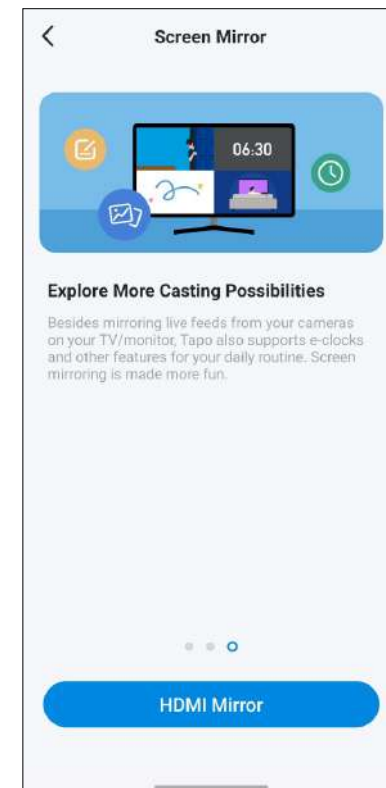 Screen Mirror
06:30
Explore More Casting Possibilities
Besides mirroring live feeds from your cameras
on your TV/monitor, Tapo also supports e-clocks
and other features for your daily routine. Screen
mirroring is made more fun.
HDMI Mirror